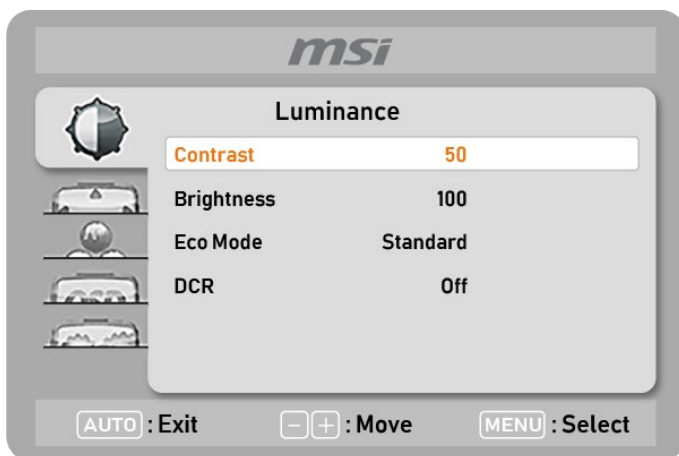 msi
Luminance
Contrast 50
Brightness 100
Eco Mode Standard
DCR Off
AUTO : Exit - + : Move MENU : Select